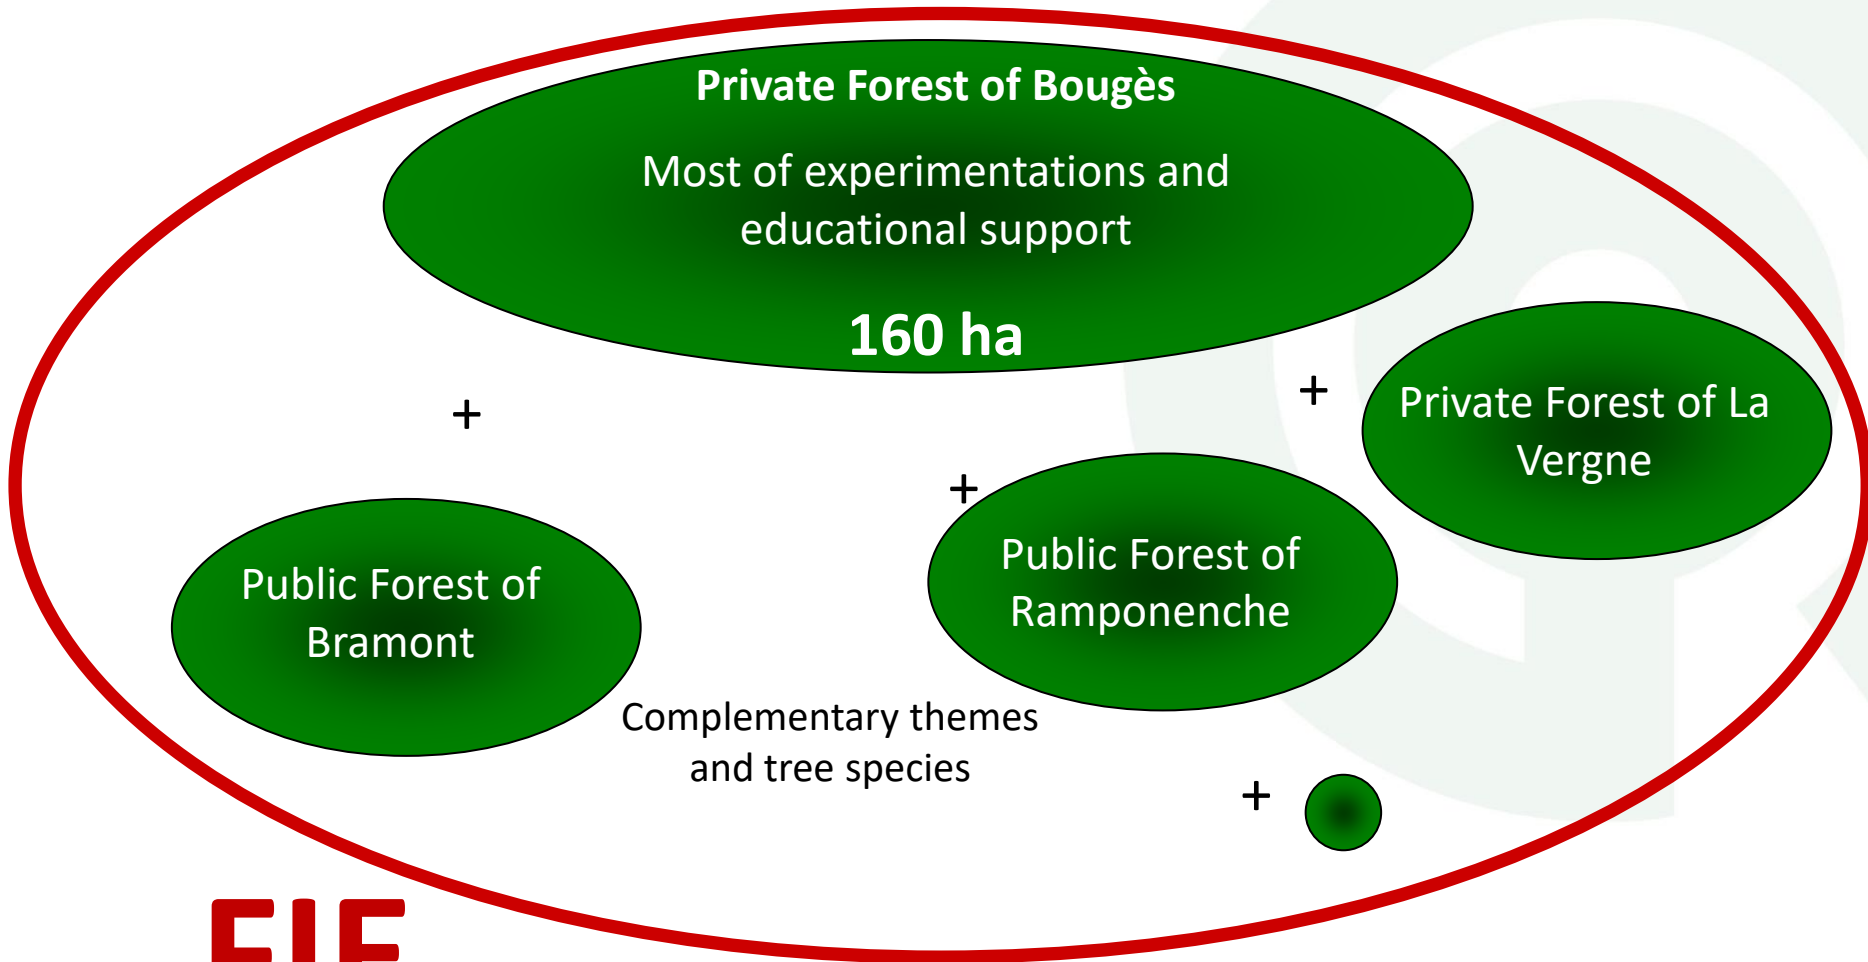 Private Forest of Bougès
Most of experimentations and
educational support
160 ha
+
+
Private Forest of La
Vergne
+
Public Forest of
Ramponenche
Public Forest of
Bramont
Complementary themes
and tree species
+